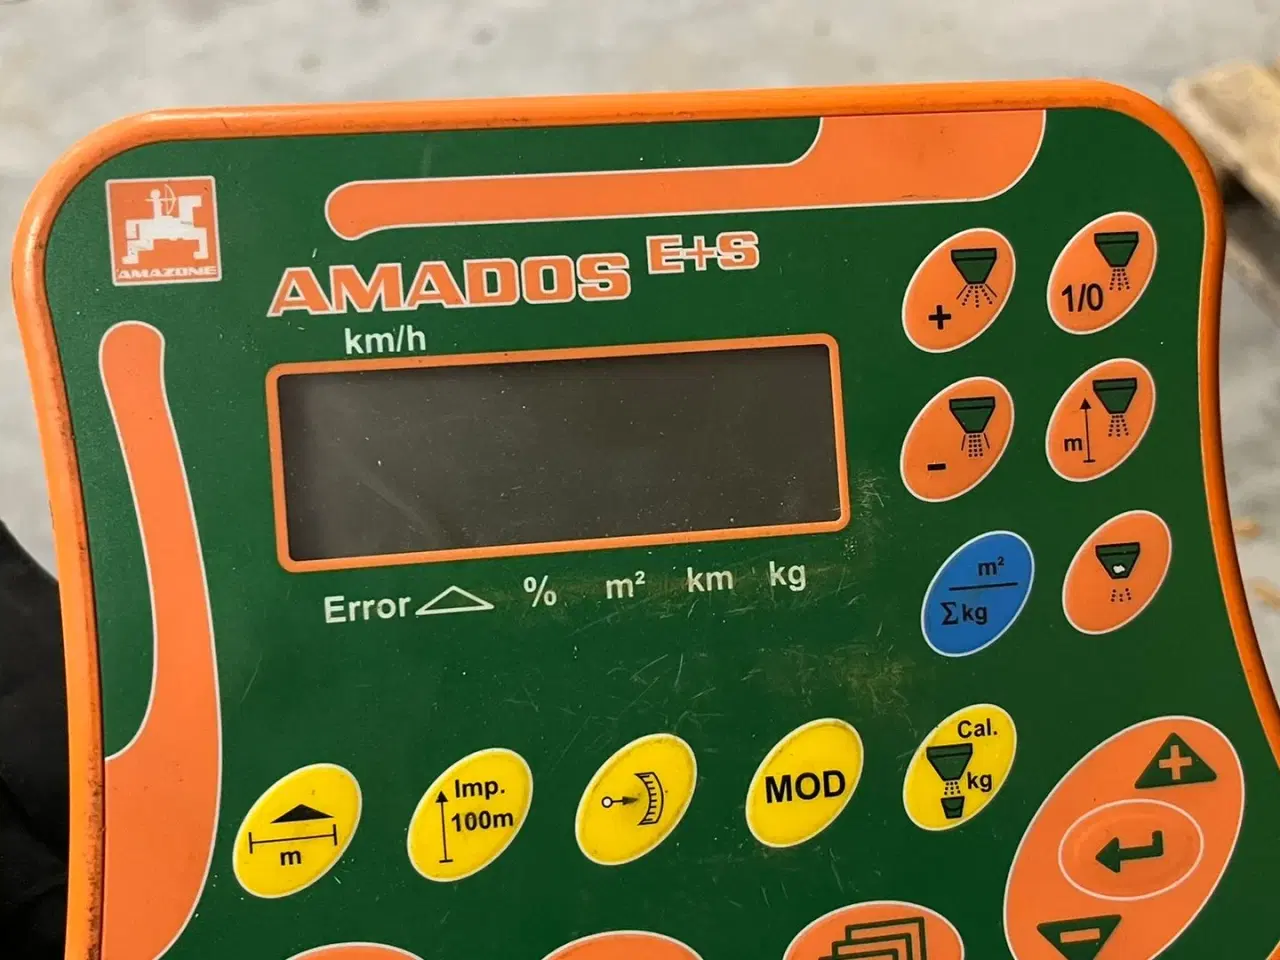 AMAZONE
AMADOS E+S
km/h
Error % m² km kg
+
1/0
-
m
m²
Σkg
m
Imp.
100m
MOD
Cal.
kg
+
-